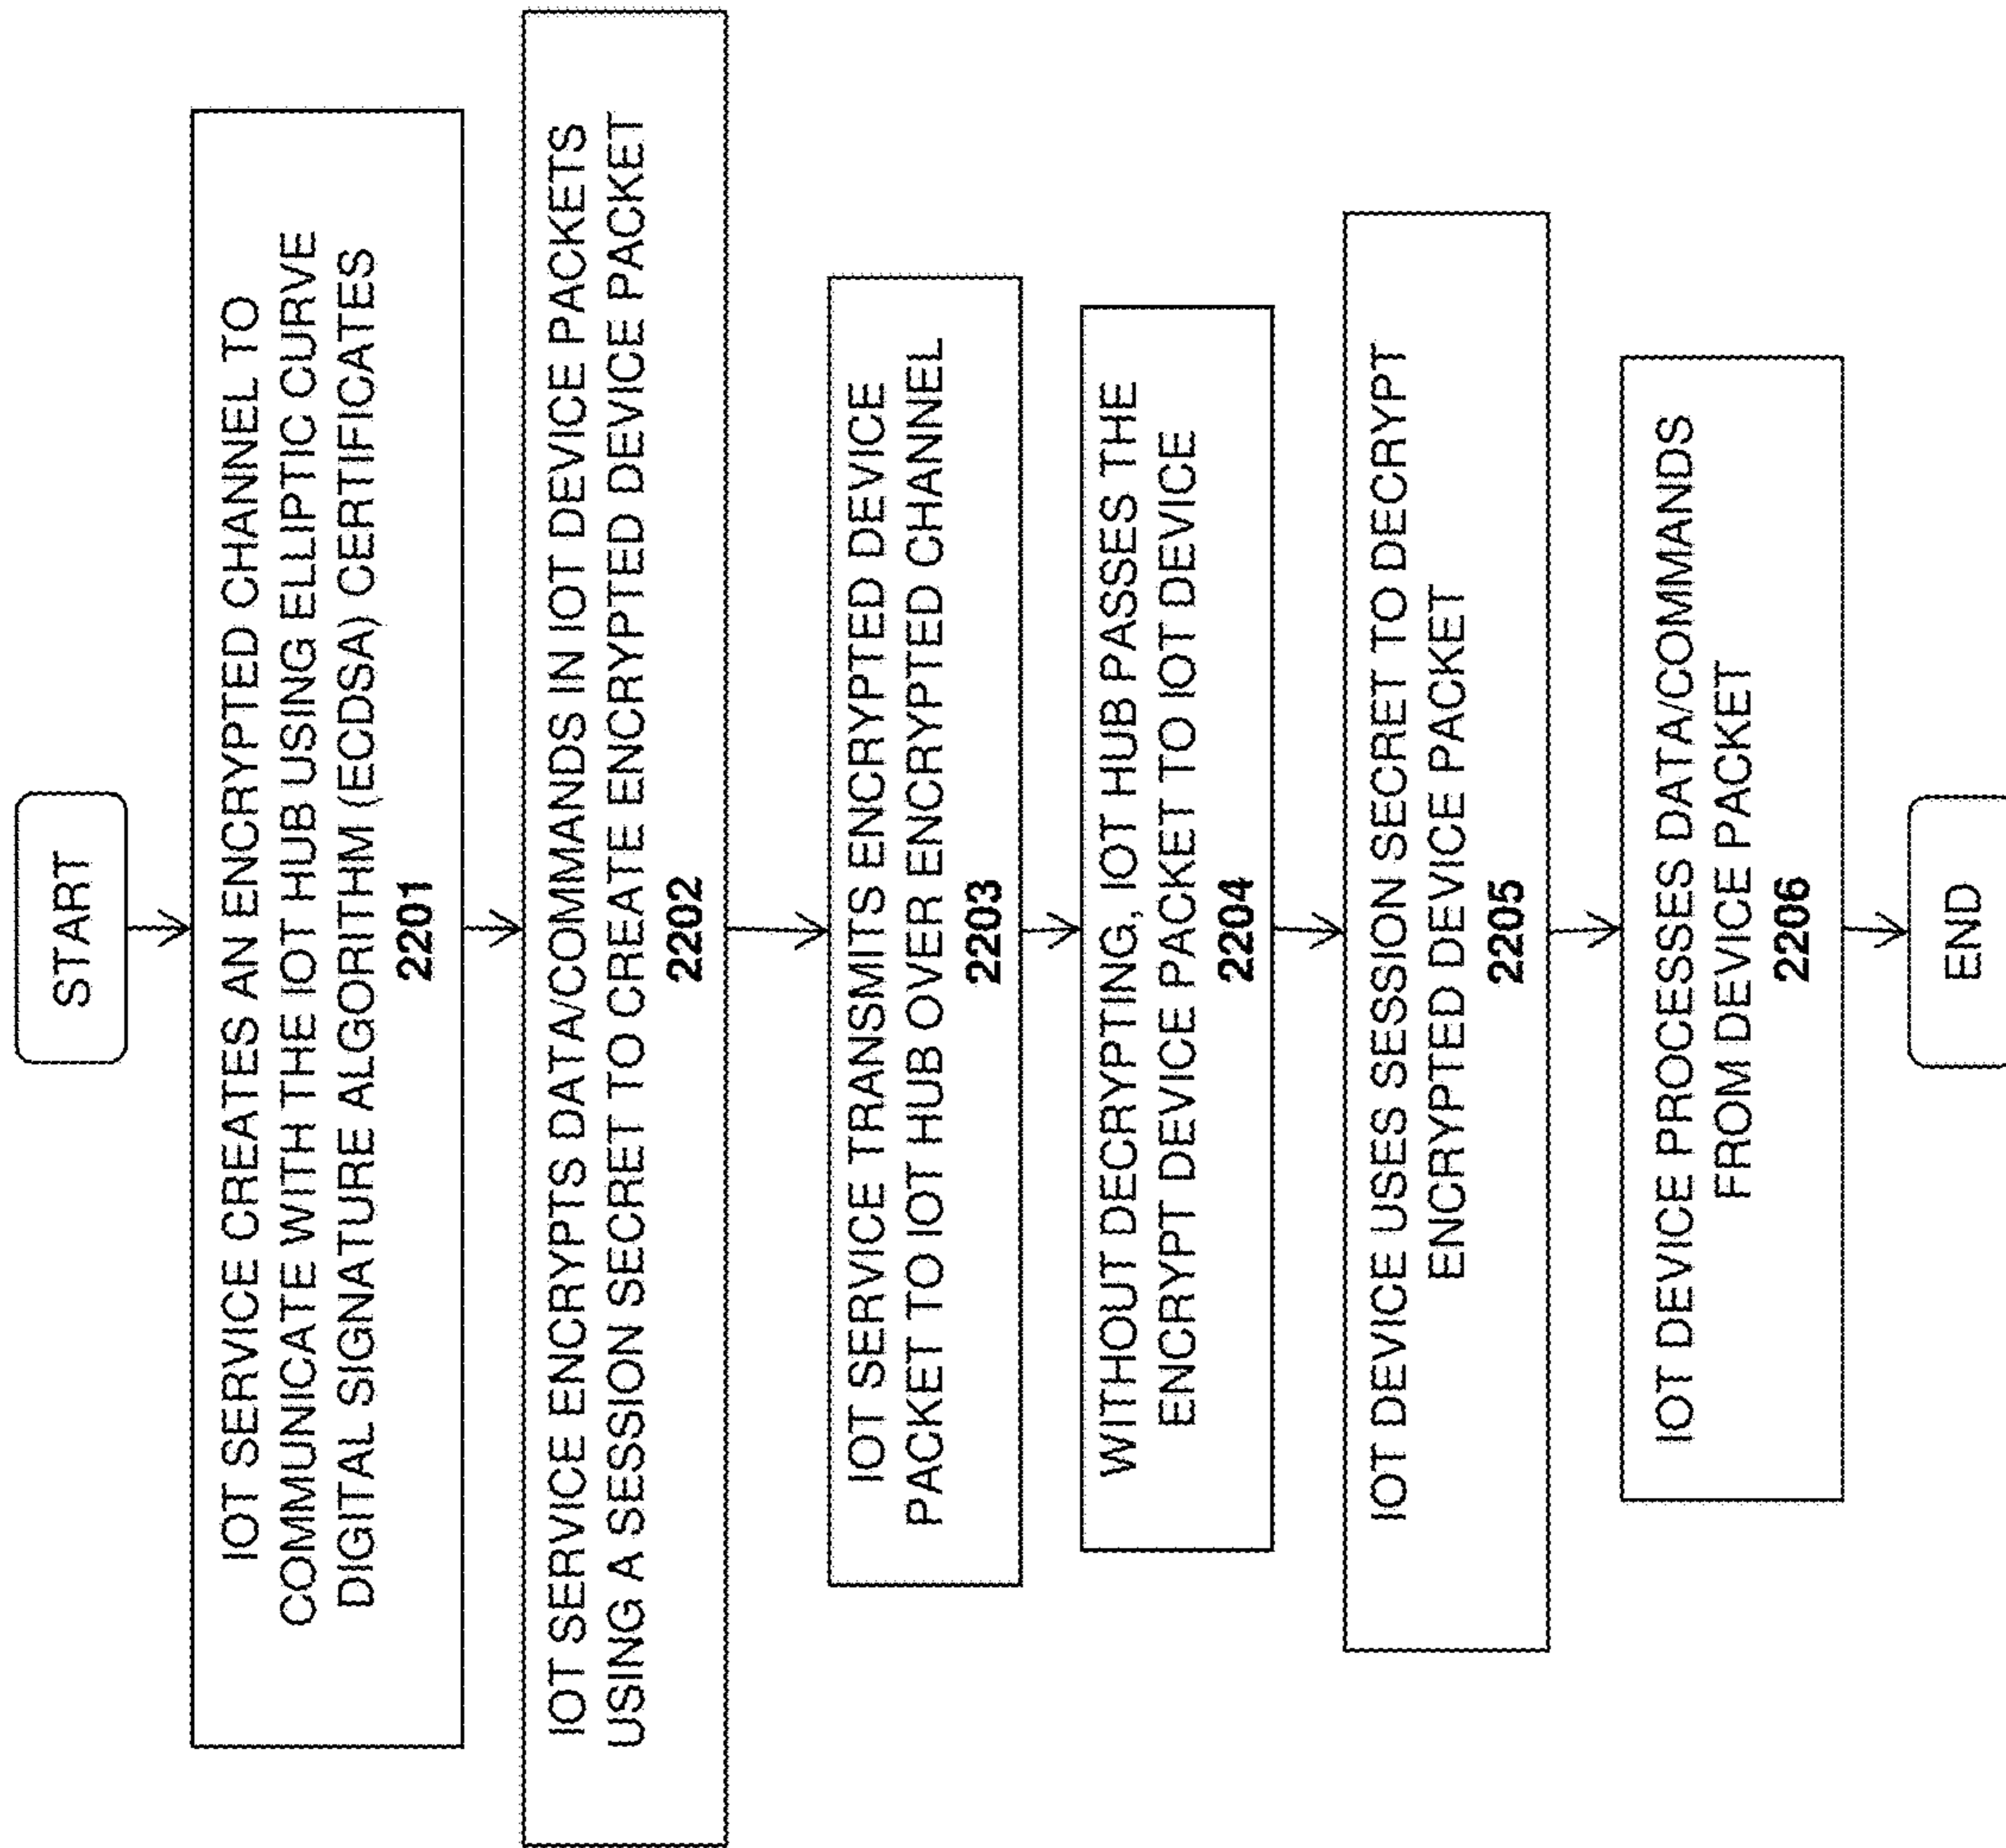 START
IOT SERVICE CREATES AN ENCRYPTED CHANNEL TO
COMMUNICATE WITH THE IOT HUB USING ELLIPTIC CURVE
DIGITAL SIGNATURE ALGORITHM (ECDSA) CERTIFICATES
2201
IOT SERVICE ENCRYPTS DATA/COMMANDS IN IOT DEVICE PACKETS
USING A SESSION SECRET TO CREATE ENCRYPTED DEVICE PACKET
2202
IOT SERVICE TRANSMITS ENCRYPTED DEVICE
PACKET TO IOT HUB OVER ENCRYPTED CHANNEL
2203
WITHOUT DECRYPTING, IOT HUB PASSES THE
ENCRYPT DEVICE PACKET TO IOT DEVICE
2204
IOT DEVICE USES SESSION SECRET TO DECRYPT
ENCRYPTED DEVICE PACKET
2205
IOT DEVICE PROCESSES DATA/COMMANDS
FROM DEVICE PACKET
2206
END